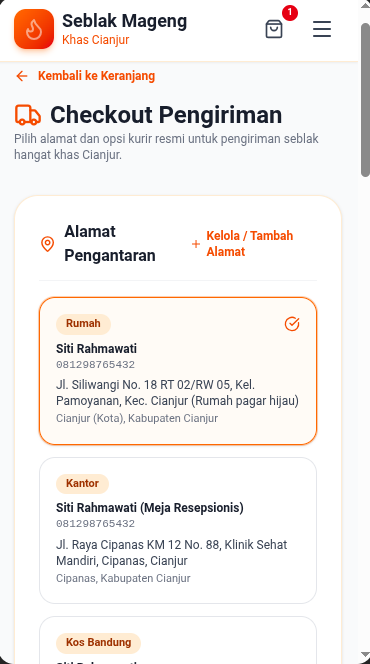 Seblak Mageng
Khas Cianjur
1
Kembali ke Keranjang
Checkout Pengiriman
Pilih alamat dan opsi kurir resmi untuk pengiriman seblak
hangat khas Cianjur.
Alamat
Pengantaran
+ Kelola / Tambah
Alamat
Rumah
Siti Rahmawati
081298765432
Jl. Siliwangi No. 18 RT 02/RW 05, Kel.
Pamoyanan, Kec. Cianjur (Rumah pagar hijau)
Cianjur (Kota), Kabupaten Cianjur
Kantor
Siti Rahmawati (Meja Resepsionis)
081298765432
Jl. Raya Cipanas KM 12 No. 88, Klinik Sehat
Mandiri, Cipanas, Cianjur
Cipanas, Kabupaten Cianjur
Kos Bandung